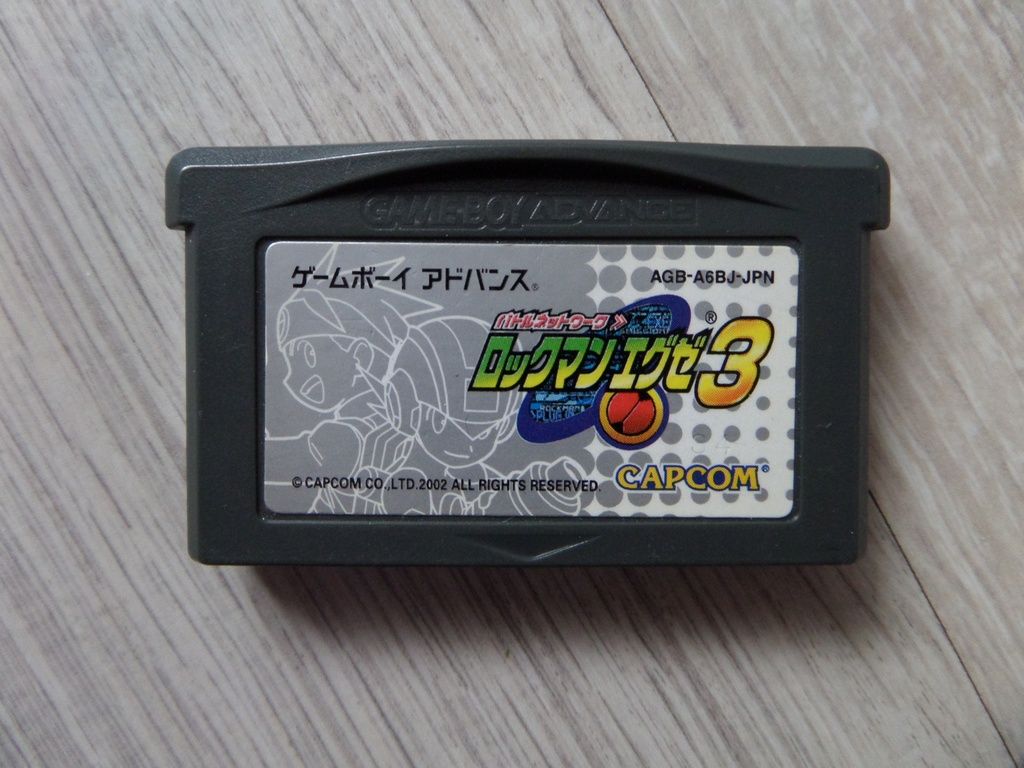 GAME BOY ADVANCE
ゲームボーイ アドバンス®
AGB-A6BJ-JPN
バトルネットワーク
ロックマンエグゼ3®
CAPCOM®
© CAPCOM CO.,LTD.2002 ALL RIGHTS RESERVED.